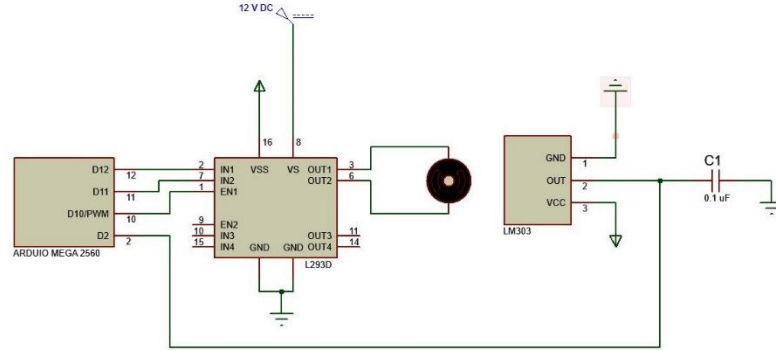 12 V DC
16
8
D12
12
2
IN1
VSS
VS
OUT1
3
D11
11
7
IN2
OUT2
6
D10/PWM
10
1
EN1
D2
2
9
EN2
10
IN3
OUT3
11
15
IN4
GND
GND
OUT4
14
ARDUIO MEGA 2560
L293D
GND
1
OUT
2
VCC
3
LM303
C1
0.1 uF